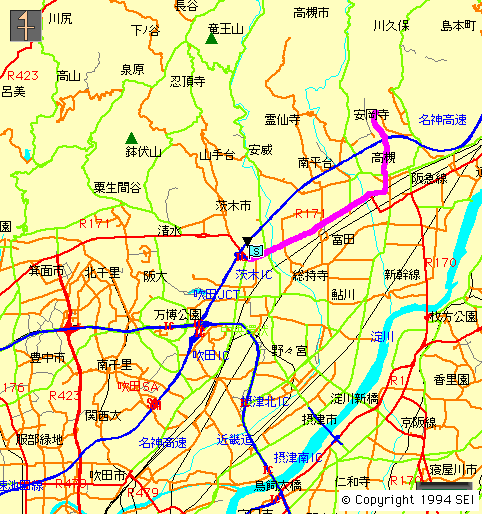 川尻
長谷
下ノ谷
竜王山
高槻市
川久保
島本町
R423
高山
泉原
忍頂寺
呂美
霊仙寺
安岡寺
名神高速
鉢伏山
山手台
安威
南平台
高槻
阪急線
粟生間谷
茨木市
R171
R171
清水
富田
園
箕面市
北千里
阪大
茨木IC
総持寺
新幹線
R170
吹田JCT
鮎川
万博公園
IC
淀川
枚方公園
豊中市
南千里
吹田IC
野々宮
R1
香里園
176
R423
吹田SA
摂津北IC
淀川新橋
関西大
摂津市
京阪線
服部緑地
名神高速
近畿道
摂津南IC
寝屋川市
吹田市
IC
仁和寺
R170
R479
R479
鳥飼大橋
IC
© Copyright 1994 SEI